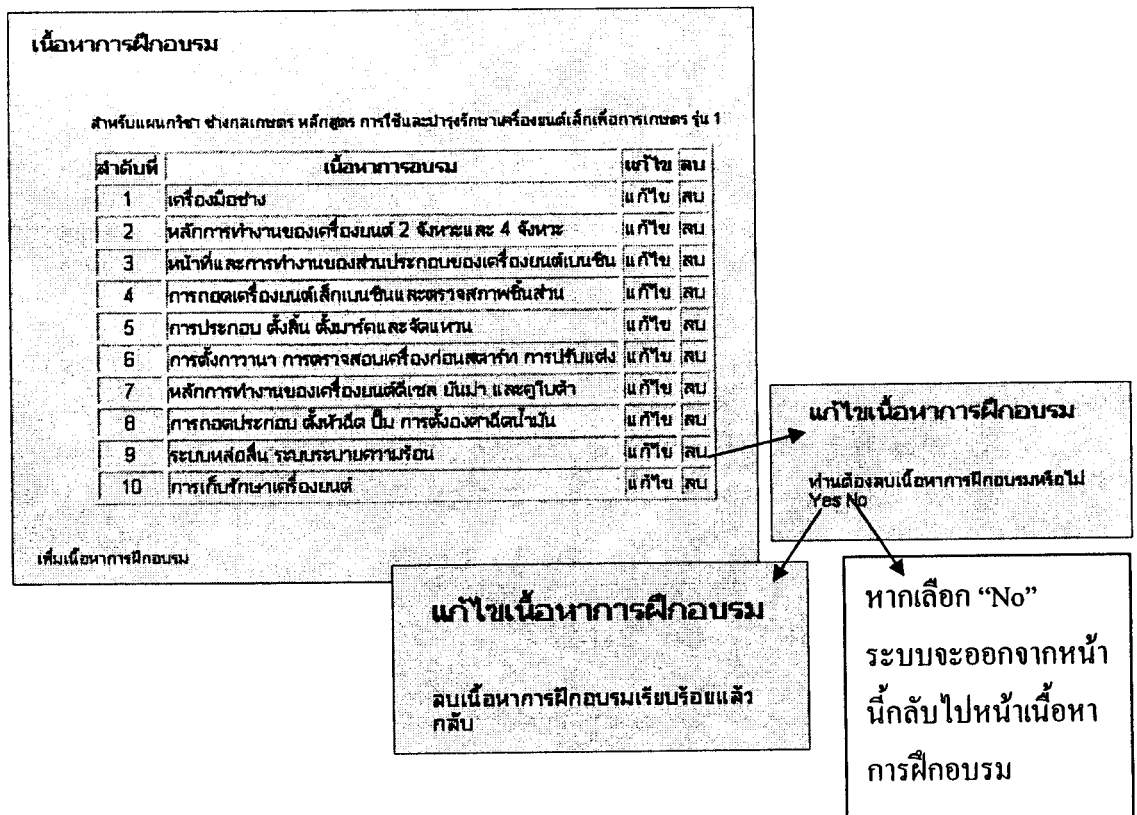 เนื้อหาการฝึกอบรม
สำหรับแผนกวิชา ช่างกลเกษตร หลักสูตร การใช้และบำรุงรักษาเครื่องยนต์เล็กเพื่อการเกษตร รุ่น 1
ลำดับที่ เนื้อหาการอบรม แก้ไข ลบ
1 เครื่องมือช่าง แก้ไข ลบ
2 หลักการทำงานของเครื่องยนต์ 2 จังหวะและ 4 จังหวะ แก้ไข ลบ
3 หน้าที่และการทำงานของส่วนประกอบของเครื่องยนต์เบนซิน แก้ไข ลบ
4 การถอดเครื่องยนต์เล็กเบนซินและตรวจสภาพชิ้นส่วน แก้ไข ลบ
5 การประกอบ ตั้งลิ้น ตั้งมาร์คและจัดแหวน แก้ไข ลบ
6 การตั้งกาวานา การตรวจสอบเครื่องก่อนสตาร์ท การปรับแต่ง แก้ไข ลบ
7 หลักการทำงานของเครื่องยนต์ดีเซล ยันม่า และคูโบต้า แก้ไข ลบ
8 การถอดประกอบ ตั้งหัวฉีด ปั๊ม การตั้งองศาฉีดน้ำมัน แก้ไข ลบ
9 ระบบหล่อลื่น ระบบระบายความร้อน แก้ไข ลบ
10 การเก็บรักษาเครื่องยนต์ แก้ไข ลบ
เพิ่มเนื้อหาการฝึกอบรม
แก้ไขเนื้อหาการฝึกอบรม
ท่านต้องลบเนื้อหาการฝึกอบรมหรือไม่
Yes No
แก้ไขเนื้อหาการฝึกอบรม
ลบเนื้อหาการฝึกอบรมเรียบร้อยแล้ว
กลับ
หากเลือก “No”
ระบบจะออกจากหน้า
นี้กลับไปหน้าเนื้อหา
การฝึกอบรม